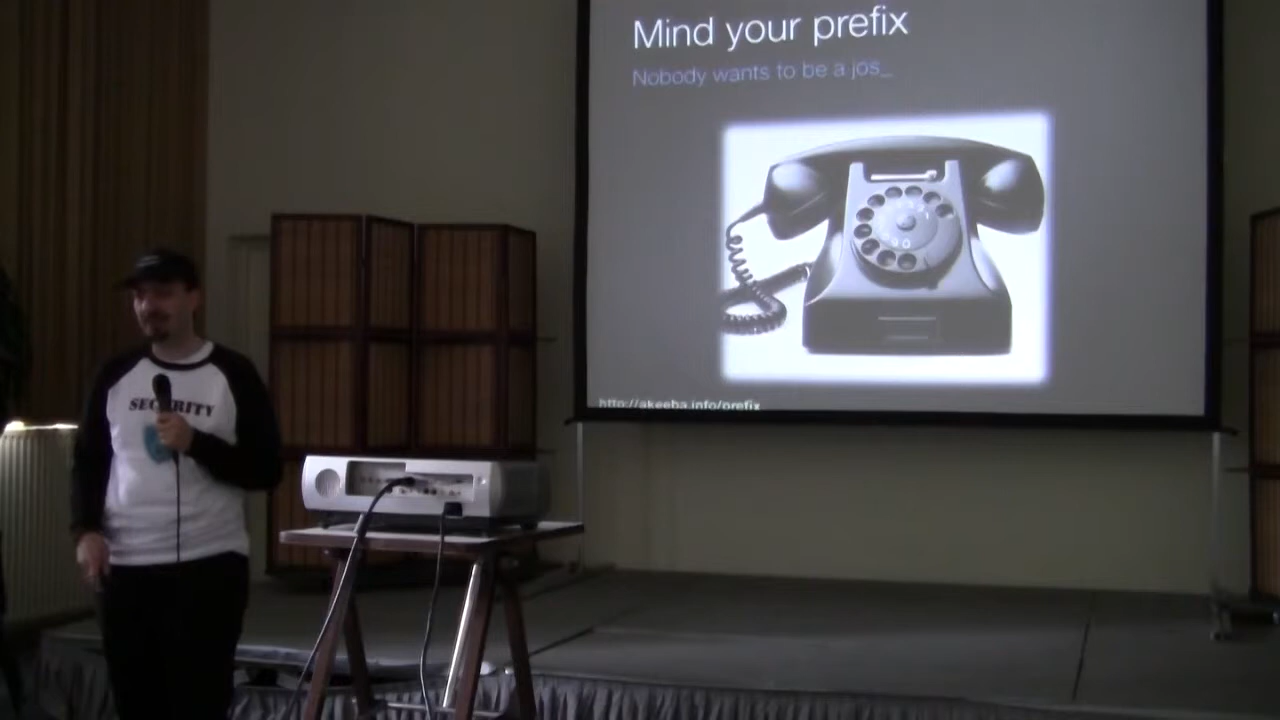 Mind your prefix
Nobody wants to be a jos_
http://akeeba.info/prefix
SECURITY